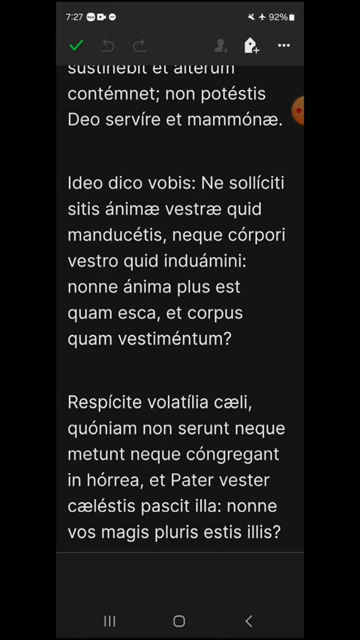 7:27
92%
sustinébit et álterum
contémnet; non potéstis
Deo servíre et mammónæ.
Ideo dico vobis: Ne sollíciti
sitis ánimæ vestræ quid
manducétis, neque córpori
vestro quid induámini:
nonne ánima plus est
quam esca, et corpus
quam vestiméntum?
Respícite volatília cæli,
quóniam non serunt neque
metunt neque cóngregant
in hórrea, et Pater vester
cæléstis pascit illa: nonne
vos magis pluris estis illis?